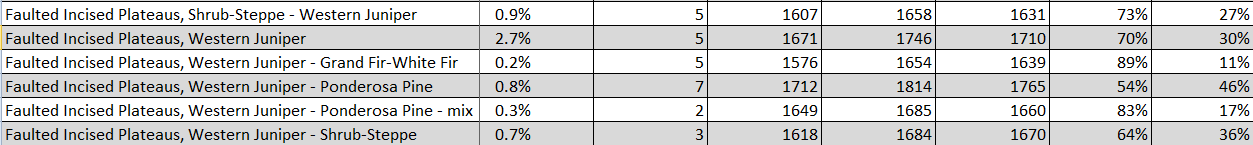 Faulted Incised Plateaus, Shrub-Steppe - Western Juniper 0.9% 5 1607 1658 1631 73% 27%
Faulted Incised Plateaus, Western Juniper 2.7% 5 1671 1746 1710 70% 30%
Faulted Incised Plateaus, Western Juniper - Grand Fir-White Fir 0.2% 5 1576 1654 1639 89% 11%
Faulted Incised Plateaus, Western Juniper - Ponderosa Pine 0.8% 7 1712 1814 1765 54% 46%
Faulted Incised Plateaus, Western Juniper - Ponderosa Pine - mix 0.3% 2 1649 1685 1660 83% 17%
Faulted Incised Plateaus, Western Juniper - Shrub-Steppe 0.7% 3 1618 1684 1670 64% 36%